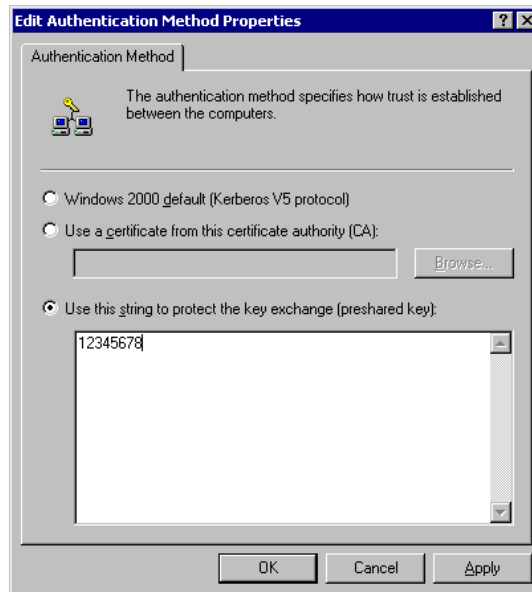 Edit Authentication Method Properties
Authentication Method
The authentication method specifies how trust is established
between the computers.
Windows 2000 default (Kerberos V5 protocol)
Use a certificate from this certificate authority (CA):
Browse...
Use this string to protect the key exchange (preshared key):
12345678
OK Cancel Apply